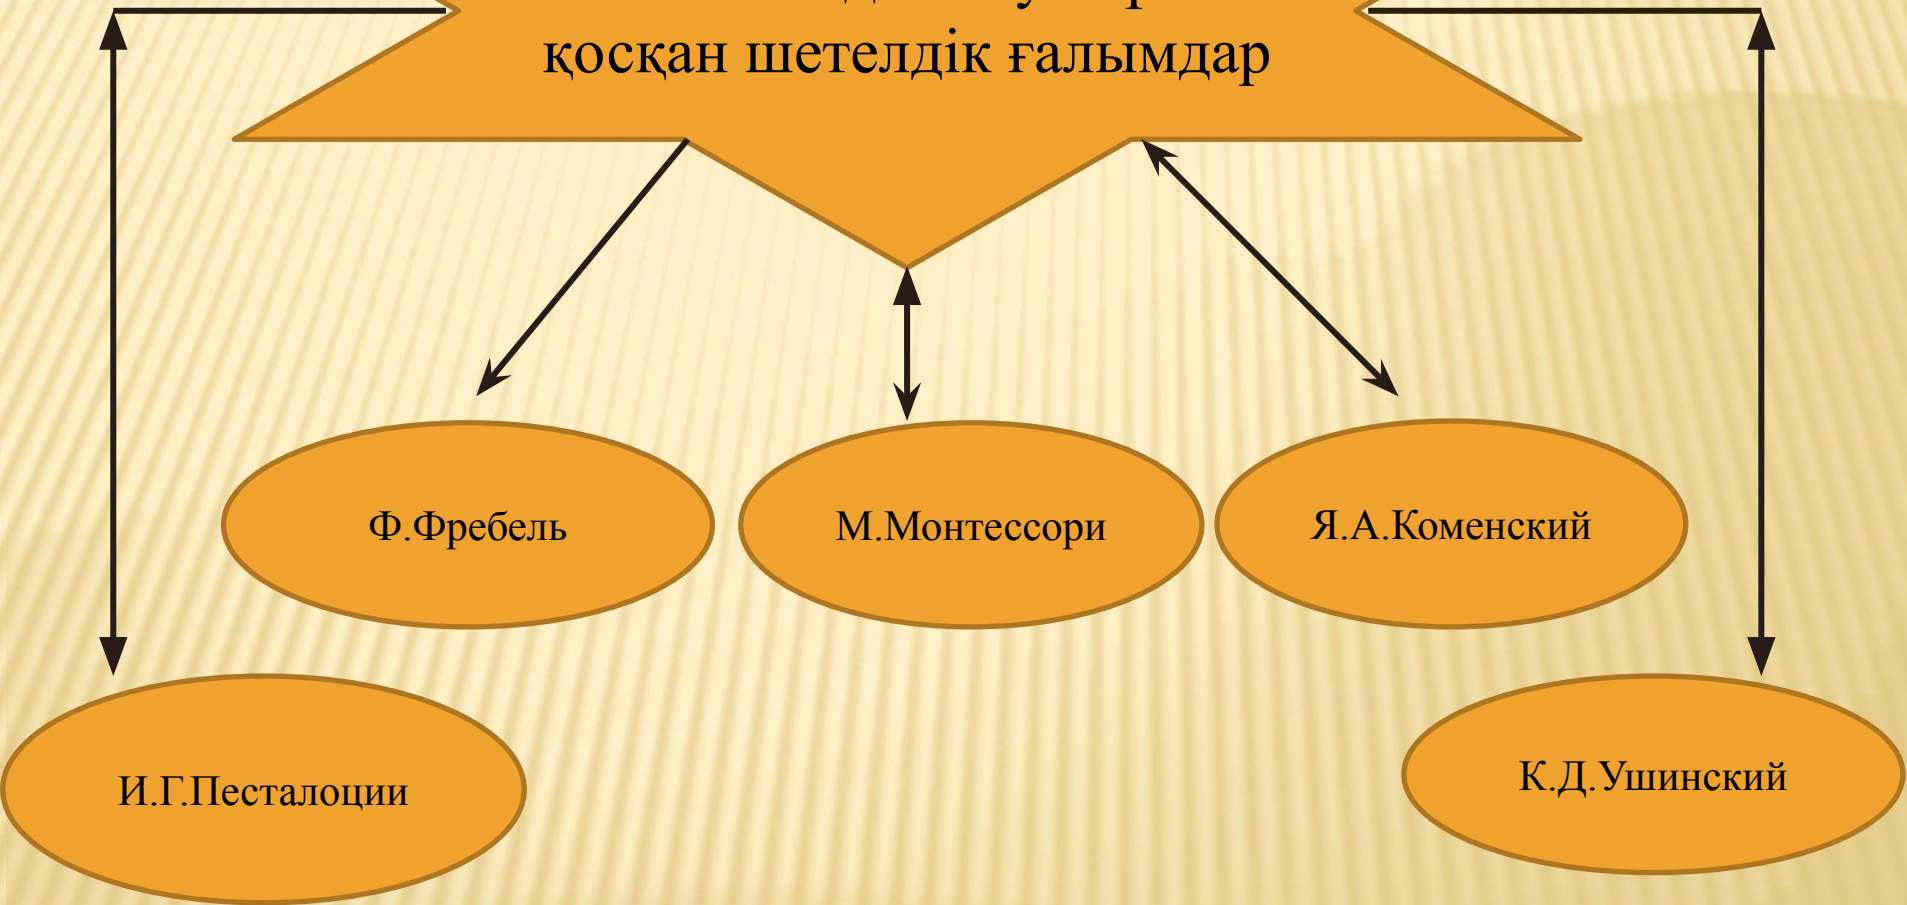 қосқан шетелдік ғалымдар
Ф.Фребель
М.Монтессори
Я.А.Коменский
И.Г.Песталоции
К.Д.Ушинский